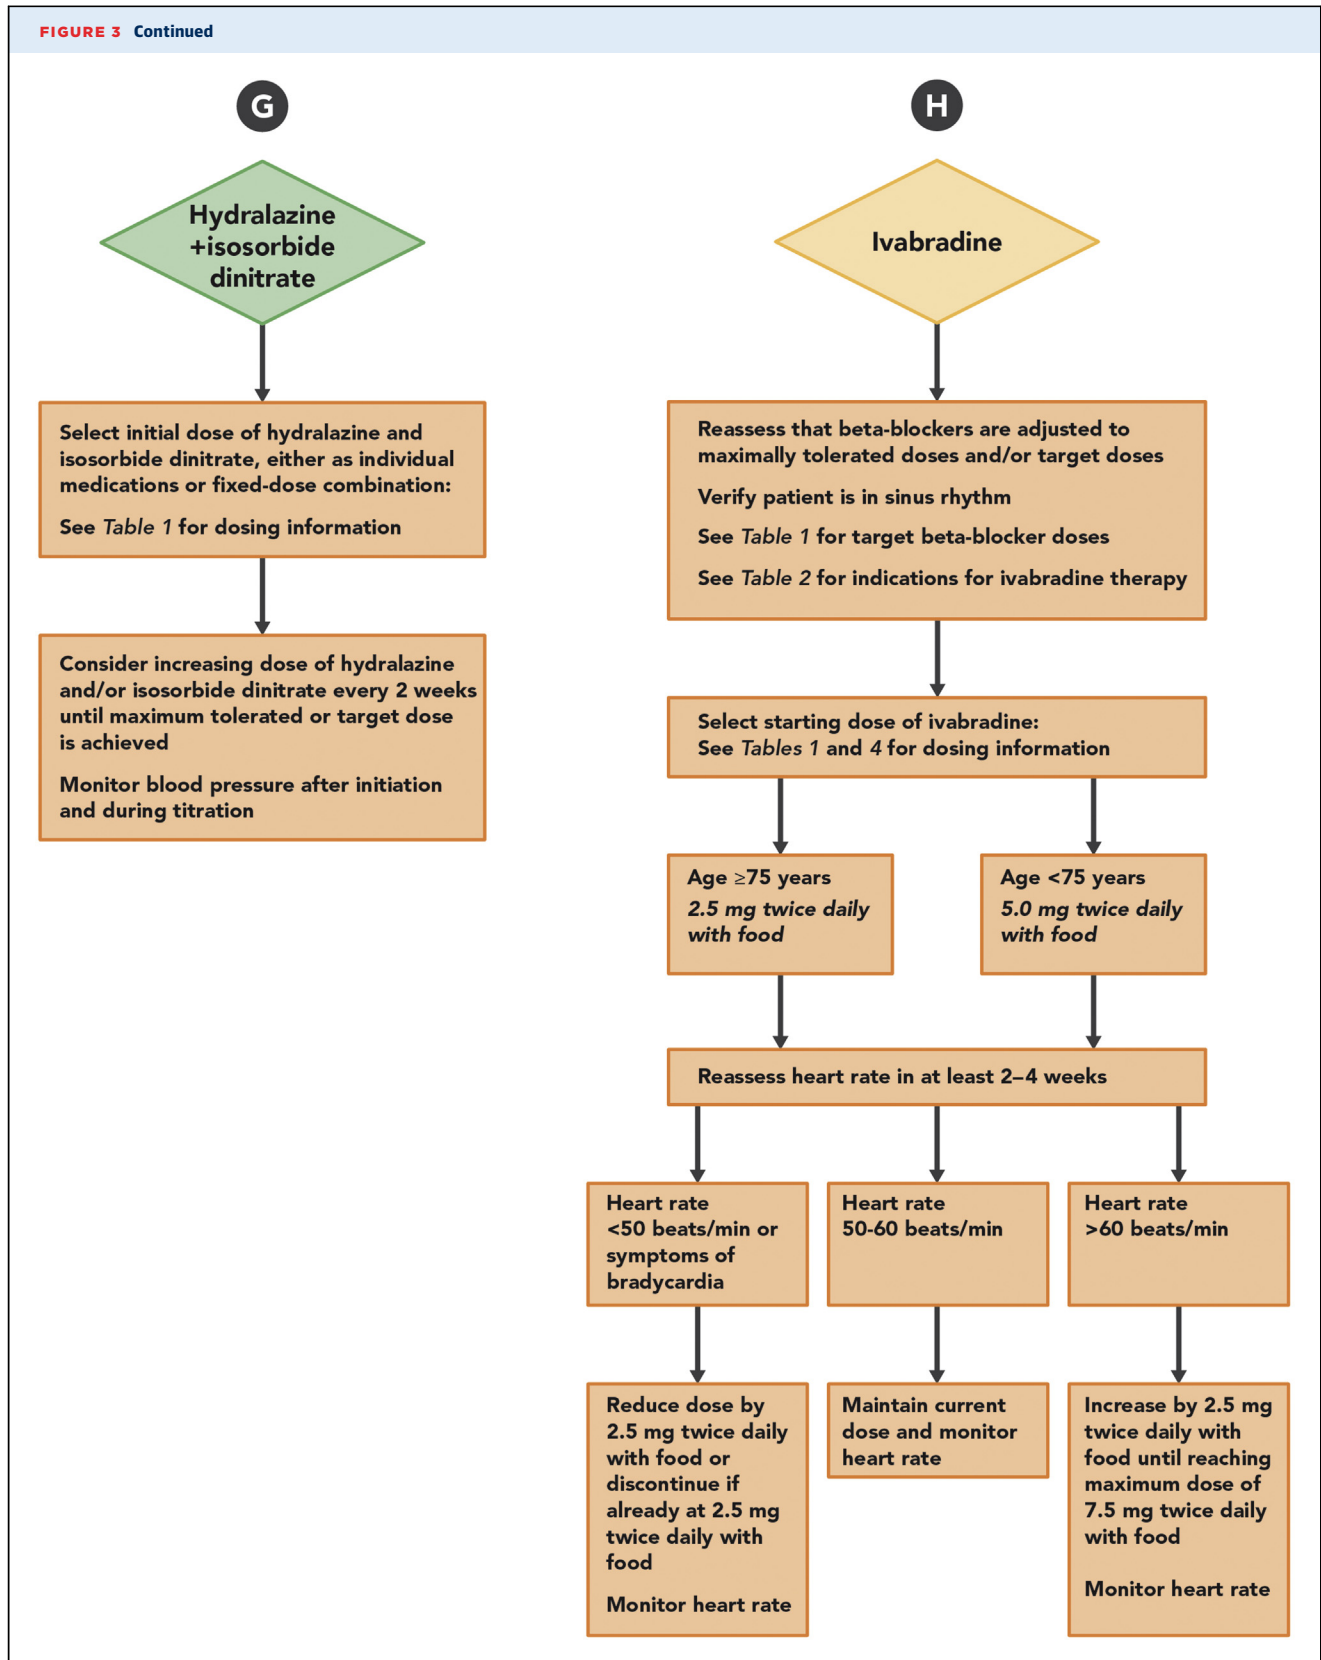 FIGURE 3 Continued
G
Hydralazine
+isosorbide
dinitrate
Select initial dose of hydralazine and
isosorbide dinitrate, either as individual
medications or fixed-dose combination:
See Table 1 for dosing information
Consider increasing dose of hydralazine
and/or isosorbide dinitrate every 2 weeks
until maximum tolerated or target dose
is achieved
Monitor blood pressure after initiation
and during titration
H
Ivabradine
Reassess that beta-blockers are adjusted to
maximally tolerated doses and/or target doses
Verify patient is in sinus rhythm
See Table 1 for target beta-blocker doses
See Table 2 for indications for ivabradine therapy
Select starting dose of ivabradine:
See Tables 1 and 4 for dosing information
Age ≥75 years
2.5 mg twice daily
with food
Age <75 years
5.0 mg twice daily
with food
Reassess heart rate in at least 2–4 weeks
Heart rate
<50 beats/min or
symptoms of
bradycardia
Heart rate
50-60 beats/min
Heart rate
>60 beats/min
Reduce dose by
2.5 mg twice daily
with food or
discontinue if
already at 2.5 mg
twice daily with
food
Monitor heart rate
Maintain current
dose and monitor
heart rate
Increase by 2.5 mg
twice daily with
food until reaching
maximum dose of
7.5 mg twice daily
with food
Monitor heart rate